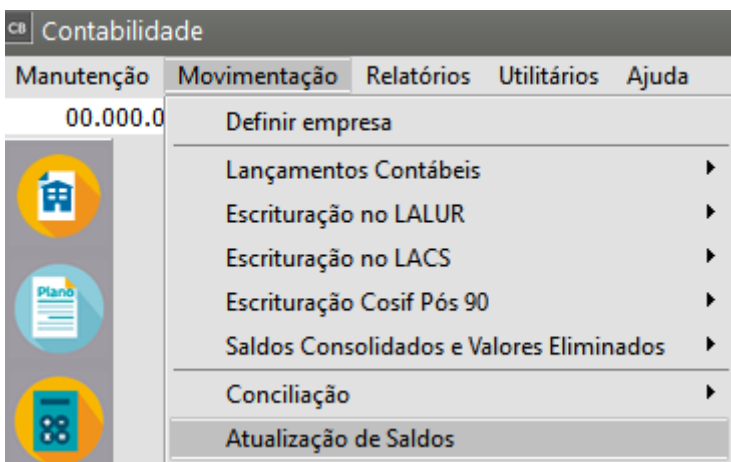 CB Contabilidade
Manutenção Movimentação Relatórios Utilitários Ajuda
00.000.0
Definir empresa
Lançamentos Contábeis
Escrituração no LALUR
Escrituração no LACS
Plano
Escrituração Cosif Pós 90
Saldos Consolidados e Valores Eliminados
Conciliação
Atualização de Saldos